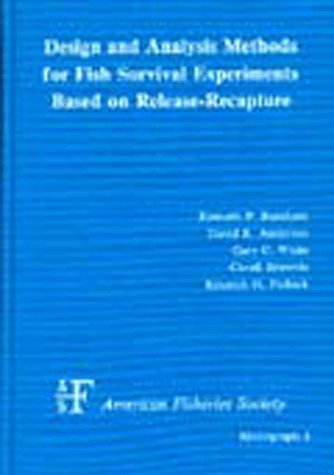 Design and Analysis Methods
for Fish Survival Experiments
Based on Release-Recapture
Kenneth P. Burnham
David R. Anderson
Gary C. White
Cavell Brownie
Kenneth H. Pollock
AFS American Fisheries Society
Monograph 5